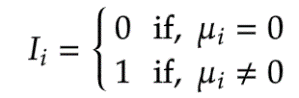 I_i = { 0 if, μ_i = 0
1 if, μ_i ≠ 0